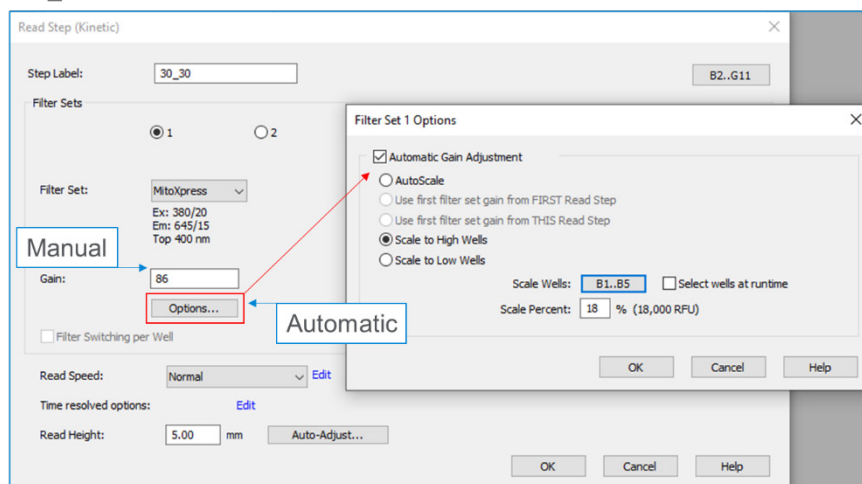 Read Step (Kinetic)
Step Label: 30_30 B2..G11
Filter Sets
1 2
Filter Set: MitoXpress
Ex: 380/20
Em: 645/15
Top 400 nm
Manual
Gain: 86
Options...
Automatic
Filter Switching per Well
Read Speed: Normal Edit
Time resolved options: Edit
Read Height: 5.00 mm Auto-Adjust...
OK Cancel Help
Filter Set 1 Options
Automatic Gain Adjustment
AutoScale
Use first filter set gain from FIRST Read Step
Use first filter set gain from THIS Read Step
Scale to High Wells
Scale to Low Wells
Scale Wells: B1..B5 Select wells at runtime
Scale Percent: 18 % (18,000 RFU)
OK Cancel Help